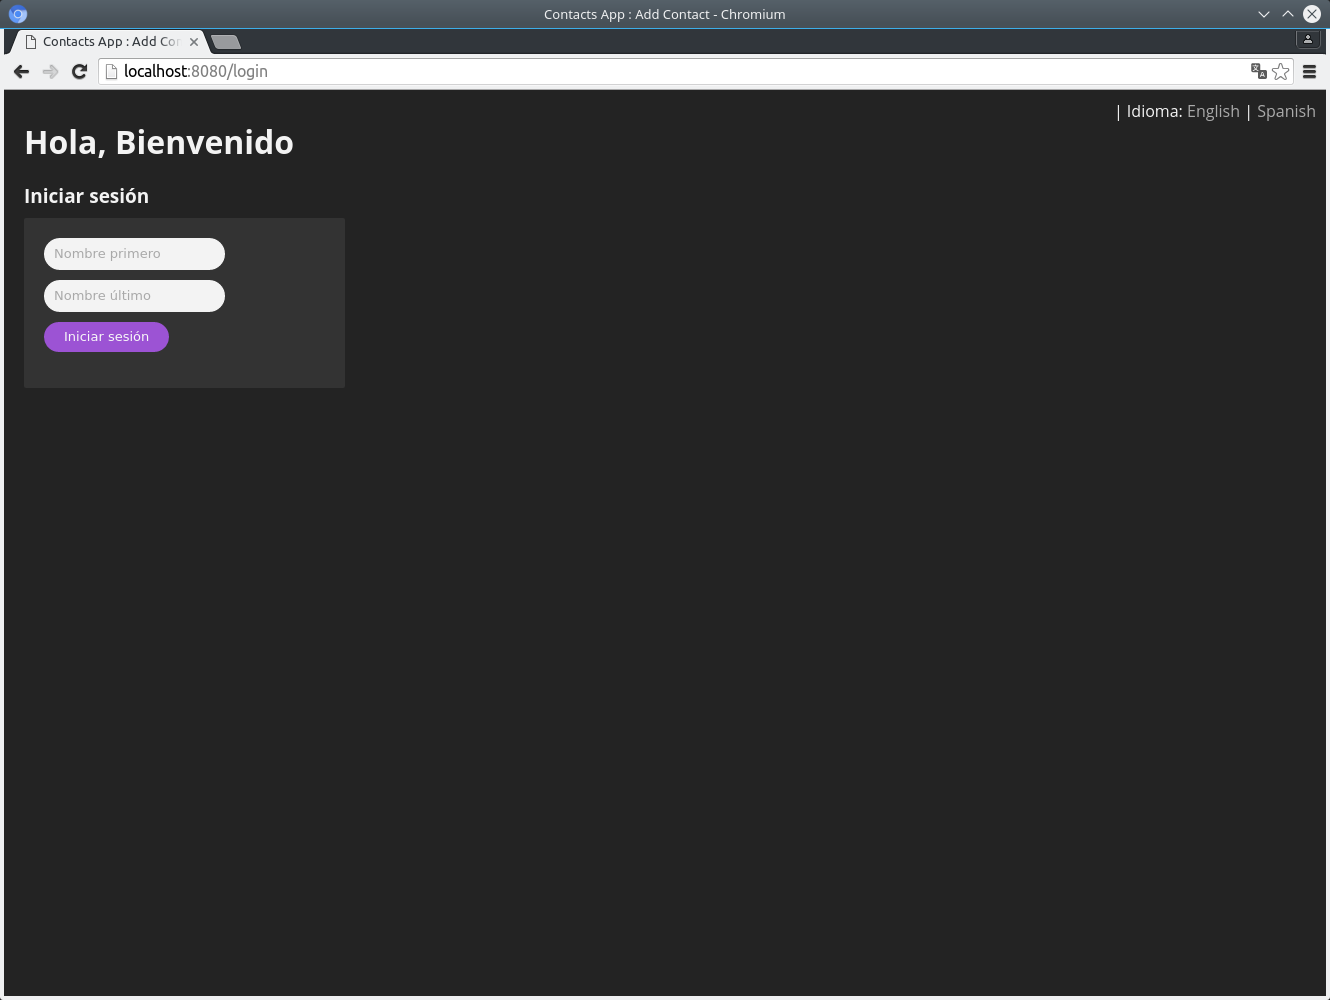 Contacts App : Add Contact - Chromium
Contacts App : Add Co
localhost:8080/login
| Idioma: English | Spanish
Hola, Bienvenido
Iniciar sesión
Nombre primero
Nombre último
Iniciar sesión